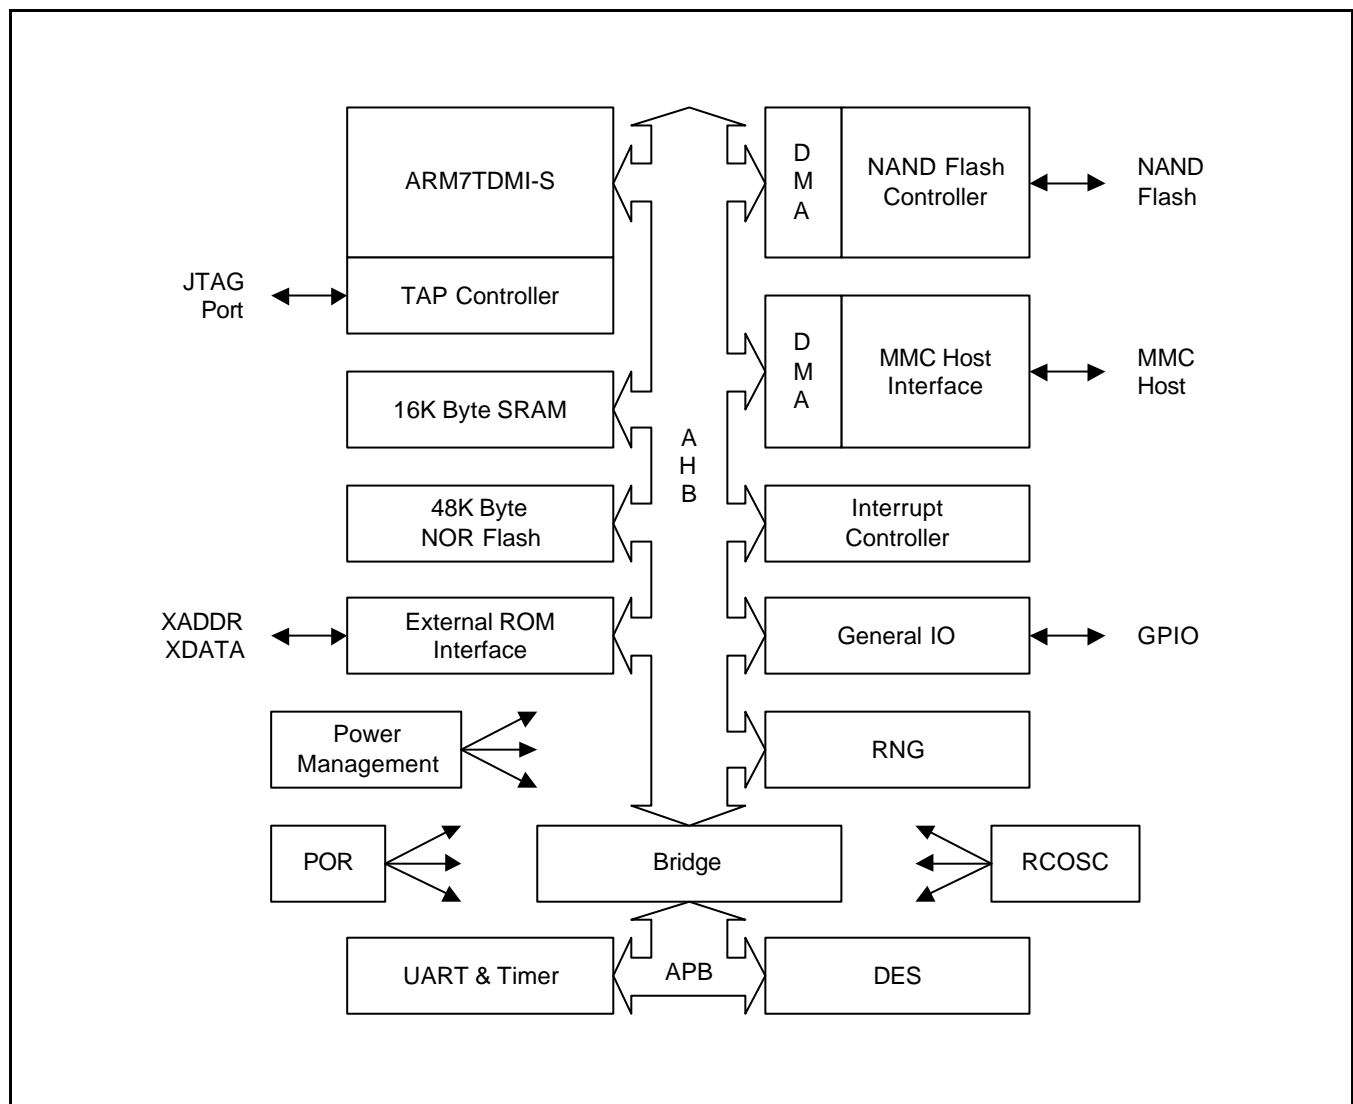 ARM7TDMI-S
D
M
A
NAND Flash
Controller
NAND
Flash
JTAG
Port
TAP Controller
D
M
A
MMC Host
Interface
MMC
Host
16K Byte SRAM
A
H
B
48K Byte
NOR Flash
Interrupt
Controller
XADDR
XDATA
External ROM
Interface
General IO
GPIO
Power
Management
RNG
POR
Bridge
RCOSC
UART & Timer
APB
DES